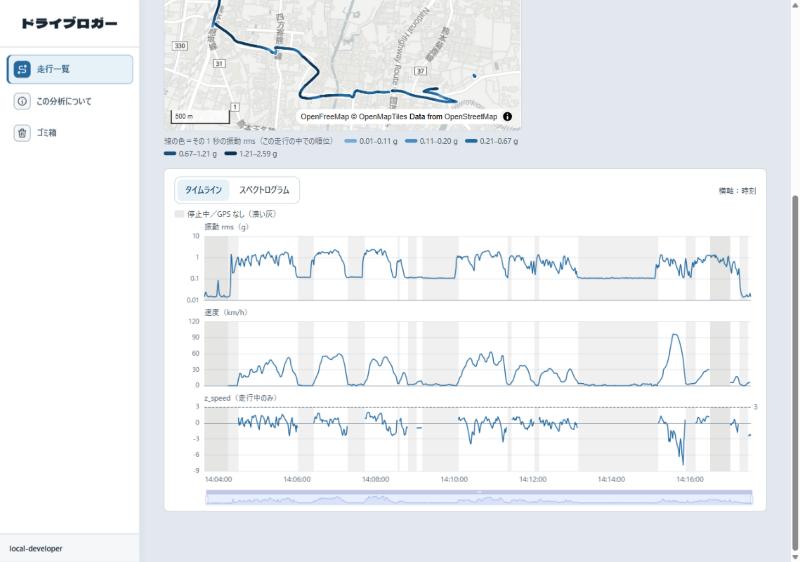 ドライブロガー
走行一覧
この分析について
ゴミ箱
local-developer
330
31
1
37
National Highway Route
500 m
OpenFreeMap © OpenMapTiles Data from OpenStreetMap
線の色＝その 1 秒の振動 rms（この走行の中での順位）
0.01–0.11 g
0.11–0.20 g
0.21–0.67 g
0.67–1.21 g
1.21–2.59 g
タイムライン
スペクトログラム
横軸：時刻
停止中／GPS なし（濃い灰）
振動 rms（g）
10
1
0.1
0.01
速度（km/h）
120
90
60
30
0
z_speed（走行中のみ）
3
3
0
-3
-6
-9
14:04:00
14:06:00
14:08:00
14:10:00
14:12:00
14:14:00
14:16:00